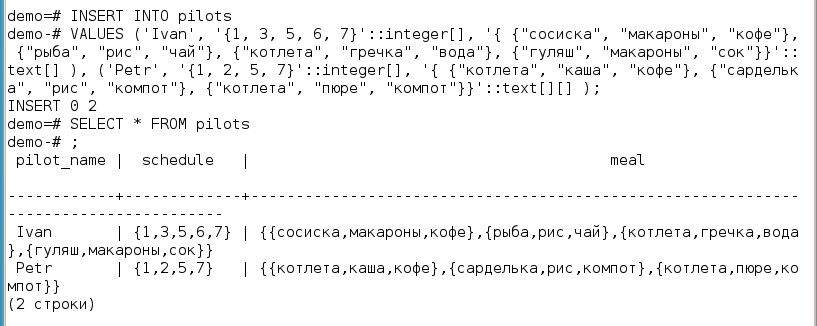 demo=# INSERT INTO pilots
demo-# VALUES ('Ivan', '{1, 3, 5, 6, 7}'::integer[], '{ {"сосиска", "макароны", "кофе"},
 {"рыба", "рис", "чай"}, {"котлета", "гречка", "вода"}, {"гуляш", "макароны", "сок"}}'::
text[] ), ('Petr', '{1, 2, 5, 7}'::integer[], '{ {"котлета", "каша", "кофе"}, {"сардельк
а", "рис", "компот"}, {"котлета", "пюре", "компот"}}'::text[][] );
INSERT 0 2
demo=# SELECT * FROM pilots
demo-# ;
 pilot_name |  schedule   |                                         meal
------------+-------------+-------------------------------------------------------------
------------------------
 Ivan       | {1,3,5,6,7} | {{сосиска,макароны,кофе},{рыба,рис,чай},{котлета,гречка,вода
},{гуляш,макароны,сок}}
 Petr       | {1,2,5,7}   | {{котлета,каша,кофе},{сарделька,рис,компот},{котлета,пюре,ко
мпот}}
(2 строки)